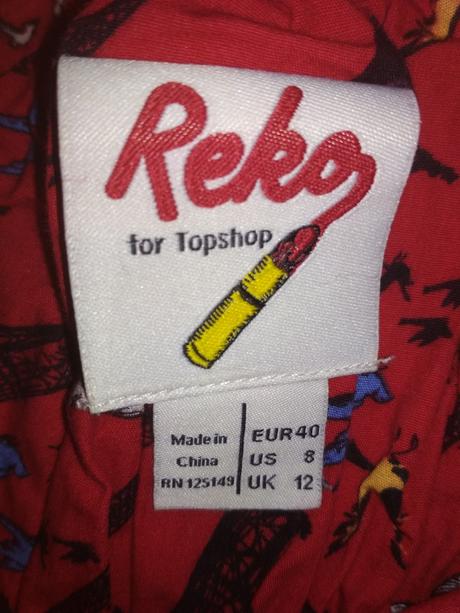 Reko
for Topshop
Made in
China
RN 125149
EUR 40
US 8
UK 12